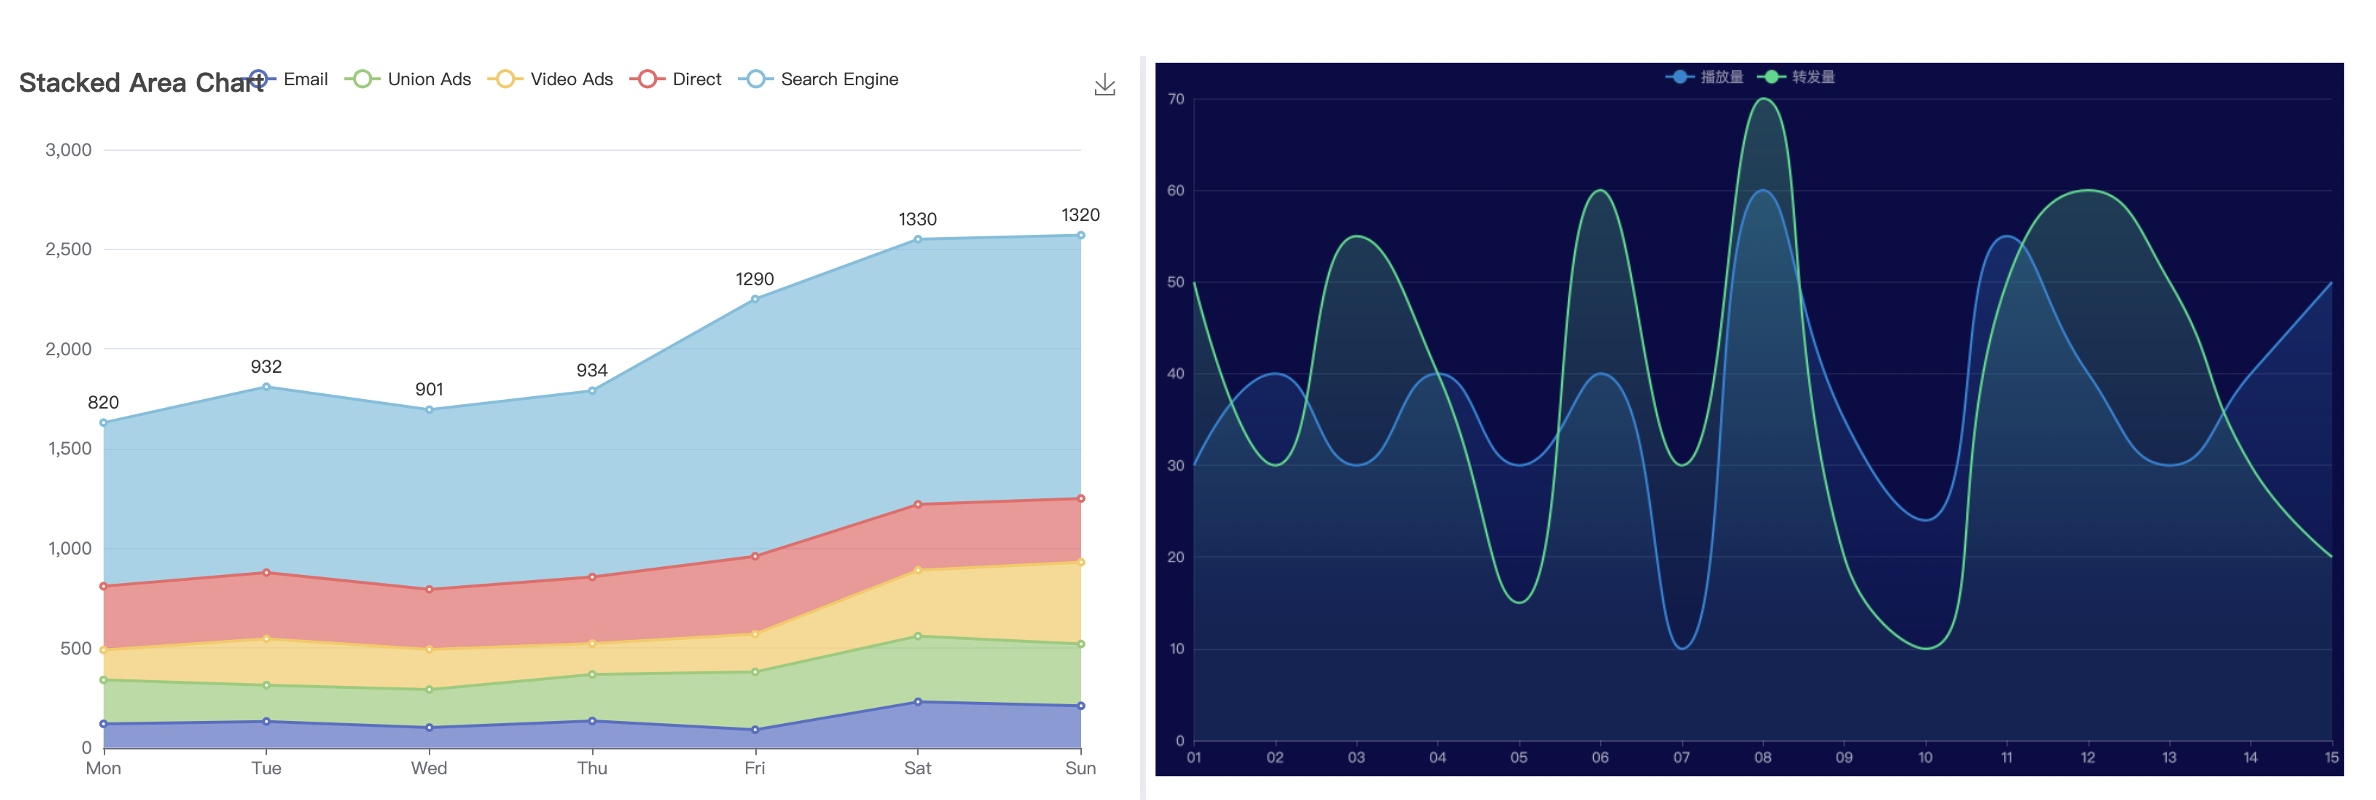 Stacked Area Chart
Email Union Ads Video Ads Direct Search Engine
3,000
2,500
2,000
1,500
1,000
500
0
820 932 901 934 1290 1330 1320
Mon Tue Wed Thu Fri Sat Sun
播放量 转发量
70
60
50
40
30
20
10
0
01 02 03 04 05 06 07 08 09 10 11 12 13 14 15